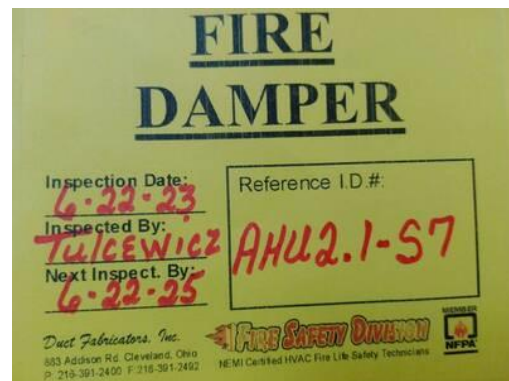 FIRE
DAMPER
Inspection Date:
6-22-23
Inspected By:
TulCEWiCZ
Next Inspect. By:
6-22-25
Reference I.D.#:
AHU2.1-S7
Duct Fabricators, Inc.
883 Addison Rd. Cleveland, Ohio
P: 216-391-2400 F:216-391-2492
FIRE SAFETY DIVISION
NEMI Certified HVAC Fire Life Safety Technicians
MEMBER
NFPA